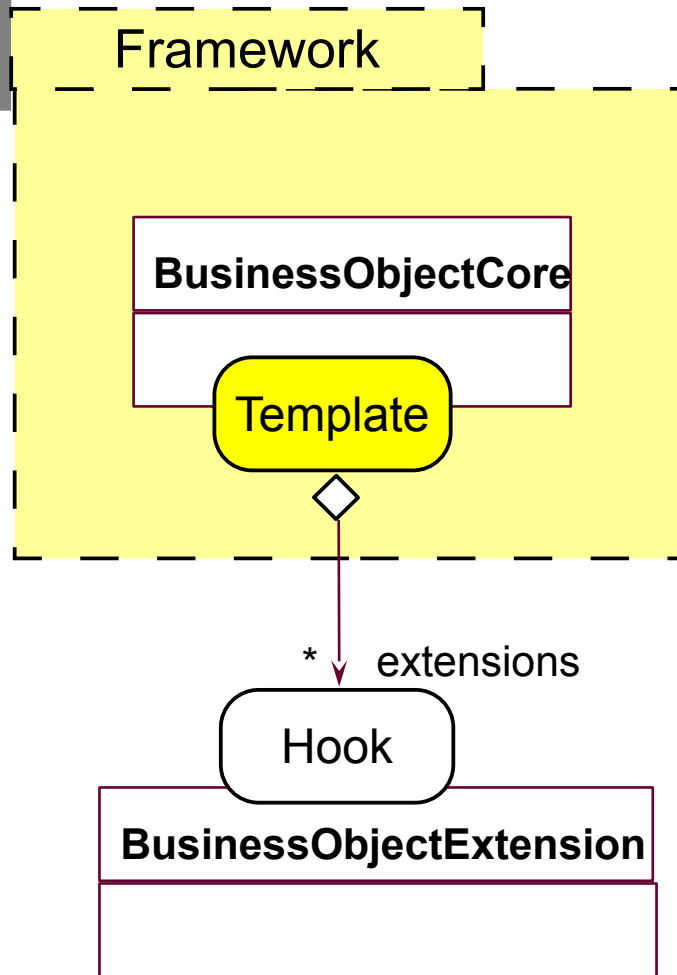 Framework
BusinessObjectCore
Template
* extensions
Hook
BusinessObjectExtension